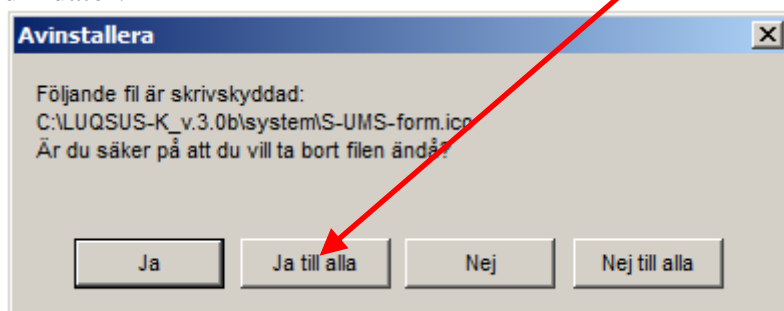 Avinstallera
Följande fil är skrivskyddad:
C:\LUQSUS-K_v.3.0b\system\S-UMS-form.ico
Är du säker på att du vill ta bort filen ändå?
Ja Ja till alla Nej Nej till alla